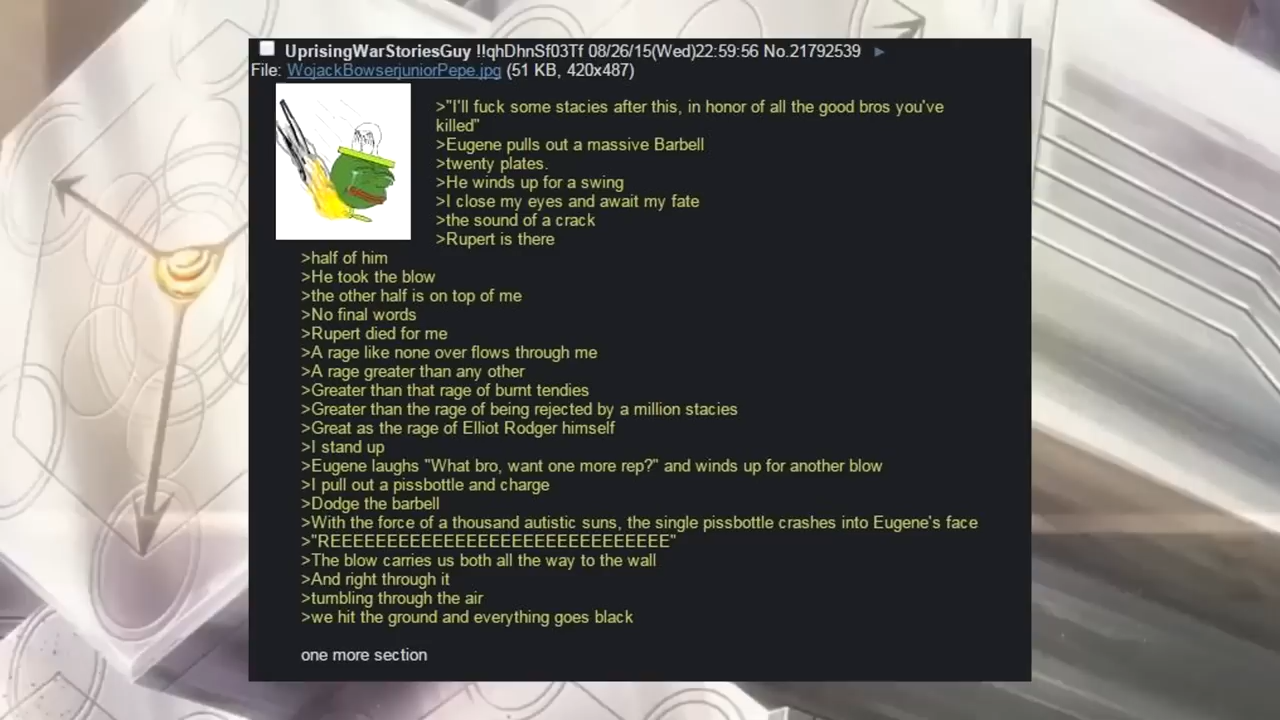 UprisingWarStoriesGuy !!qhDhnSf03Tf 08/26/15(Wed)22:59:56 No.21792539
File: WojackBowserjuniorPepe.jpg (51 KB, 420x487)
>"I'll fuck some stacies after this, in honor of all the good bros you've
killed"
>Eugene pulls out a massive Barbell
>twenty plates.
>He winds up for a swing
>I close my eyes and await my fate
>the sound of a crack
>Rupert is there
>half of him
>He took the blow
>the other half is on top of me
>No final words
>Rupert died for me
>A rage like none over flows through me
>A rage greater than any other
>Greater than that rage of burnt tendies
>Greater than the rage of being rejected by a million stacies
>Great as the rage of Elliot Rodger himself
>I stand up
>Eugene laughs "What bro, want one more rep?" and winds up for another blow
>I pull out a pissbottle and charge
>Dodge the barbell
>With the force of a thousand autistic suns, the single pissbottle crashes into Eugene's face
>"REEEEEEEEEEEEEEEEEEEEEEEEEEEEEE"
>The blow carries us both all the way to the wall
>And right through it
>tumbling through the air
>we hit the ground and everything goes black
one more section